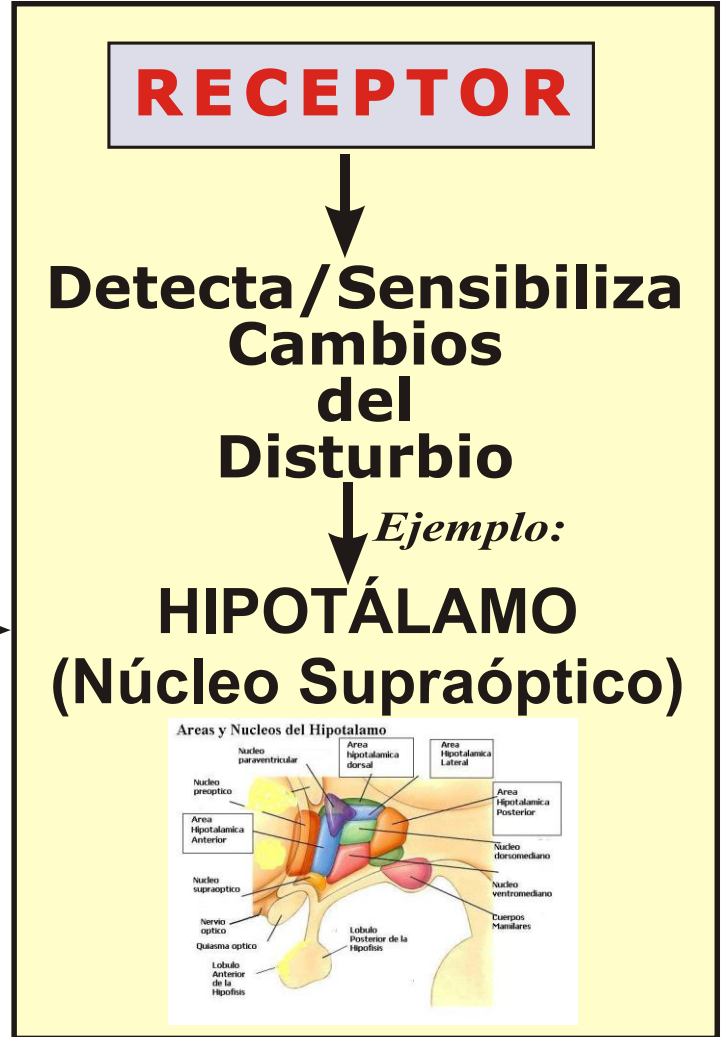 RECEPTOR
Detecta/Sensibiliza
Cambios
del
Disturbio
Ejemplo:
HIPOTÁLAMO
(Núcleo Supraóptico)
Areas y Nucleos del Hipotalamo
Nucleo
paraventricular
Area
hipotalamica
dorsal
Area
Hipotalamica
Lateral
Nucleo
preoptico
Area
Hipotalamica
Posterior
Area
Hipotalamica
Anterior
Nucleo
dorsomediano
Nucleo
supraoptico
Nucleo
ventromediano
Nervio
optico
Cuerpos
Mamilares
Quiasma optico
Lobulo
Posterior de la
Hipofisis
Lobulo
Anterior
de la
Hipofisis